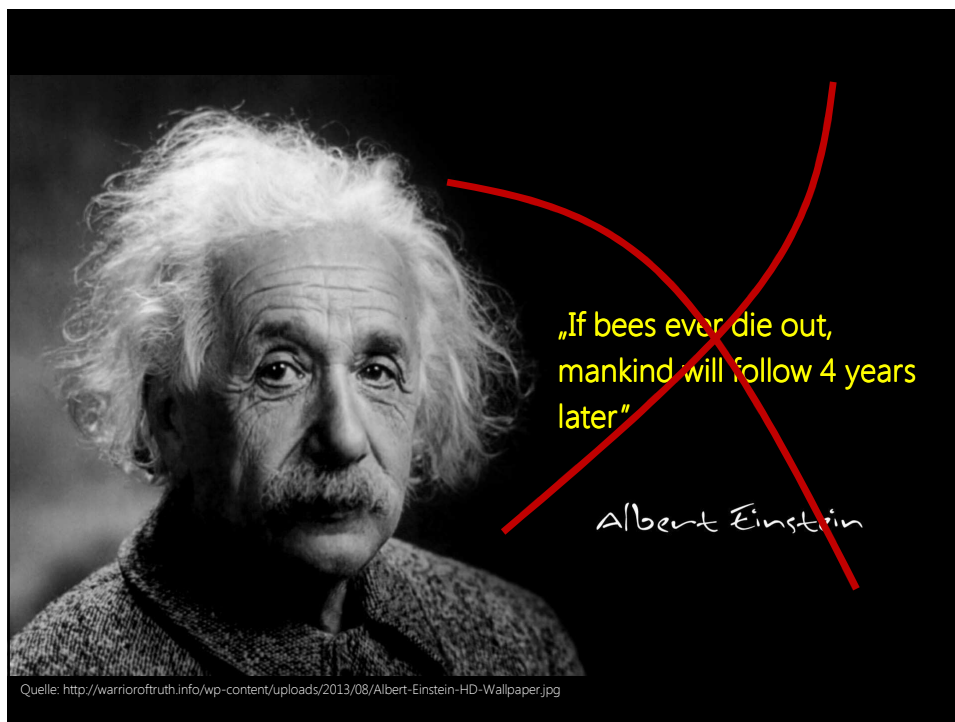 „If bees ever die out,
mankind will follow 4 years
later”
Albert Einstein
Quelle: http://warrioroftruth.info/wp-content/uploads/2013/08/Albert-Einstein-HD-Wallpaper.jpg